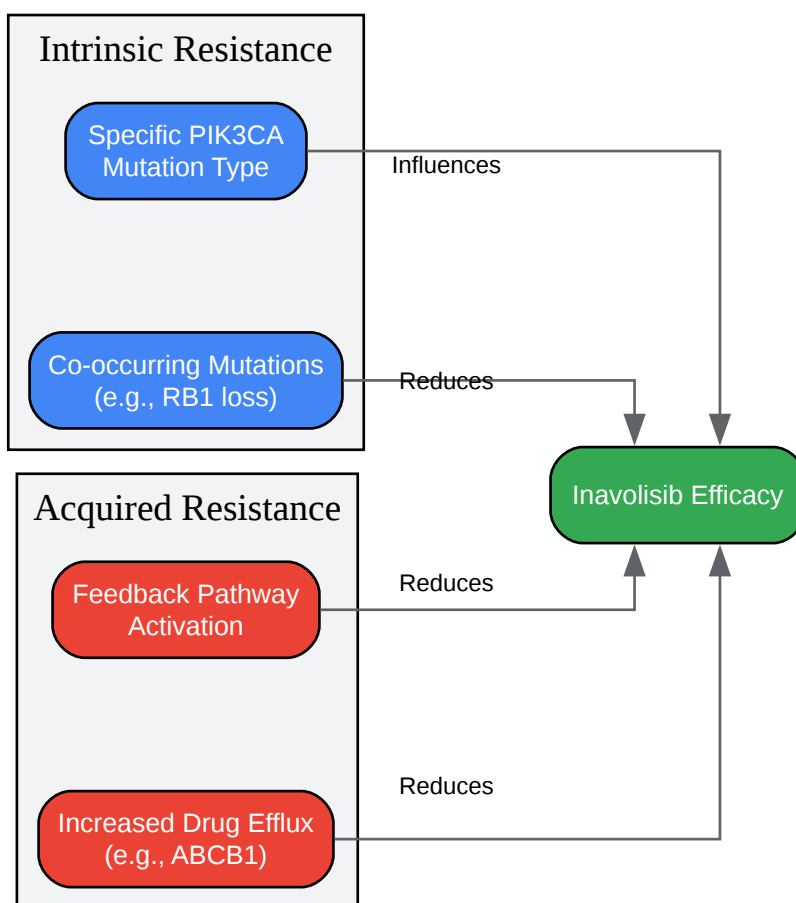 Intrinsic Resistance
Specific PIK3CA
Mutation Type
Influences
Co-occurring Mutations
(e.g., RB1 loss)
Reduces
Inavolisib Efficacy
Acquired Resistance
Feedback Pathway
Activation
Reduces
Increased Drug Efflux
(e.g., ABCB1)
Reduces